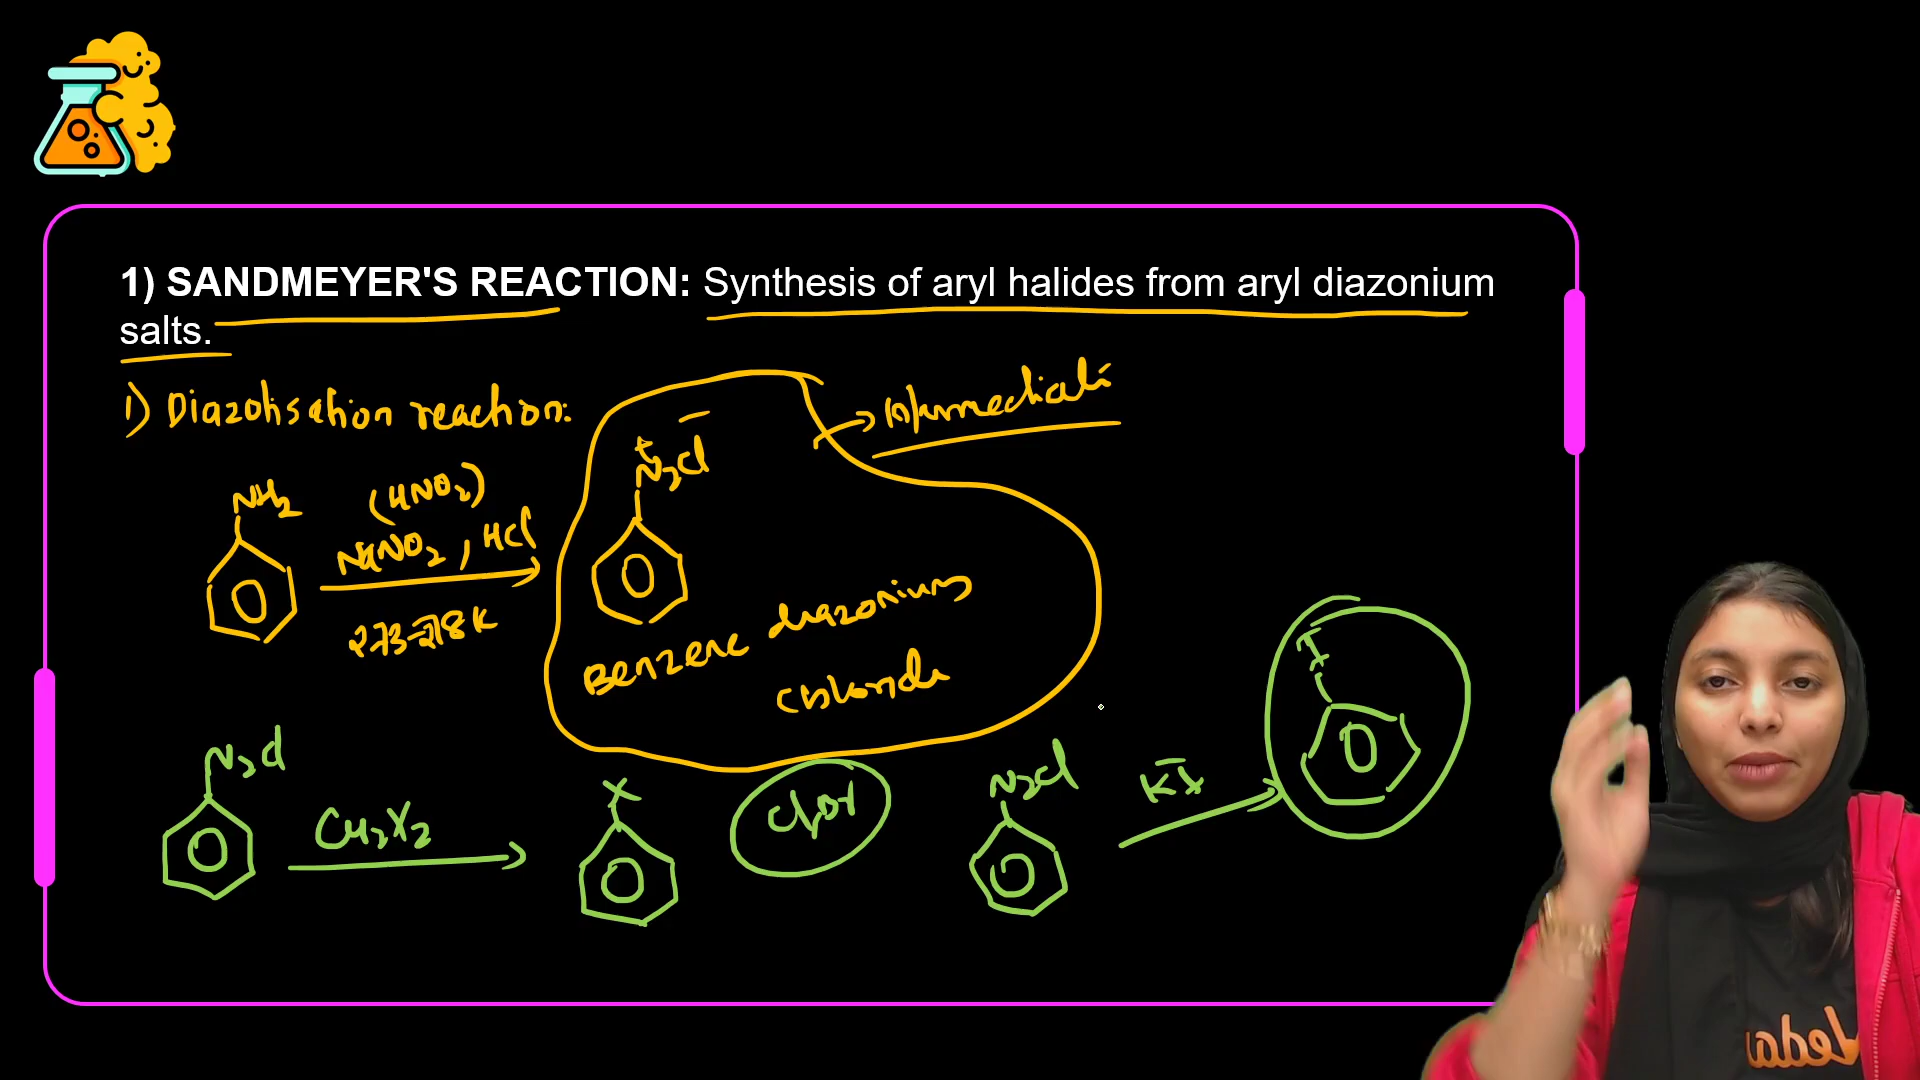 1) SANDMEYER'S REACTION: Synthesis of aryl halides from aryl diazonium
salts.
1) Diazotisation reaction:
→ Intermediate
N₂Cl
+ −
NH₂
(HNO₂)
NaNO₂, HCl
273-278K
Benzene diazonium
chloride
I
N₂Cl
Cu₂X₂
X
Cl, Br
N₂Cl
KI
Veda